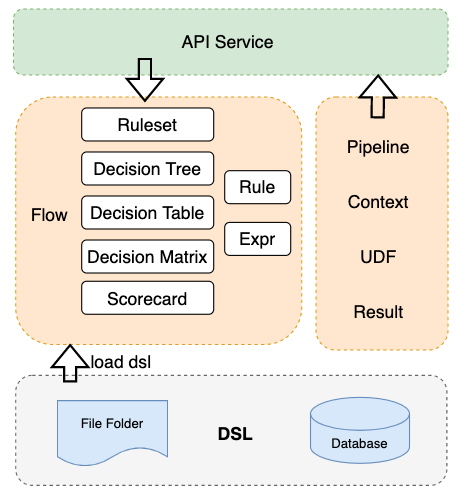 API Service
Flow
Ruleset
Decision Tree
Decision Table
Decision Matrix
Scorecard
Rule
Expr
Pipeline
Context
UDF
Result
load dsl
File Folder
DSL
Database